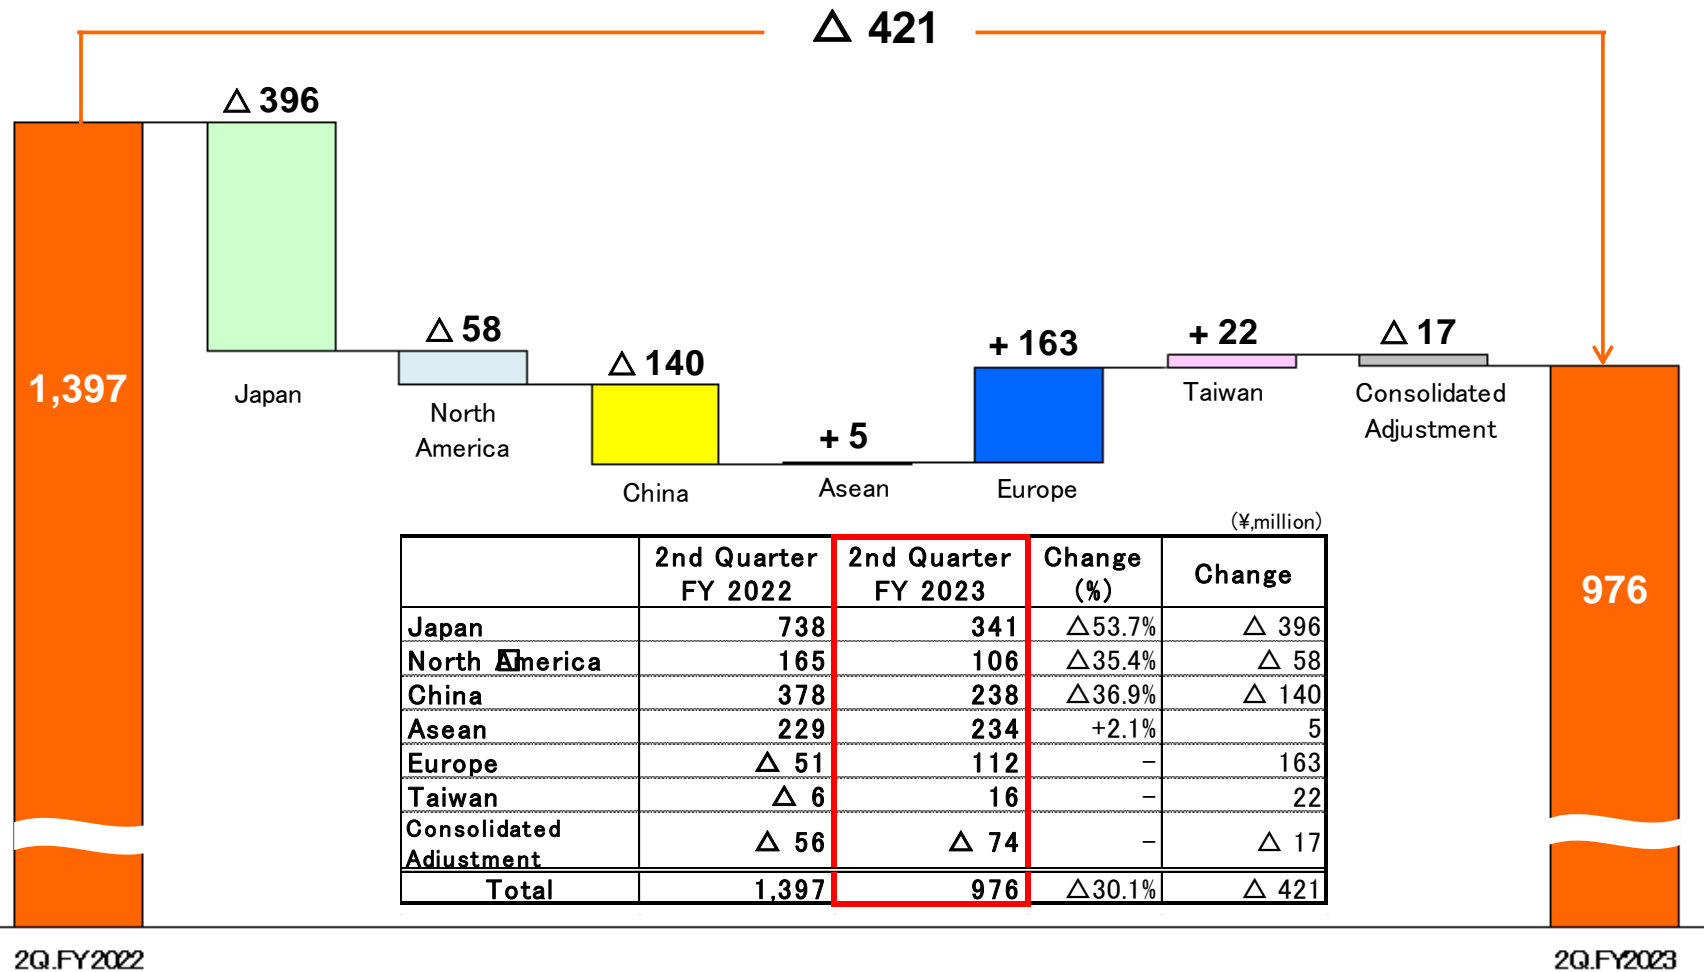 △ 421
△ 396
△ 58
△ 140
+ 5
+ 163
+ 22
△ 17
1,397
976
Japan
North
America
China
Asean
Europe
Taiwan
Consolidated
Adjustment
(¥,million)
2nd Quarter FY 2022 2nd Quarter FY 2023 Change (%) Change
Japan 738 341 △53.7% △ 396
North America 165 106 △35.4% △ 58
China 378 238 △36.9% △ 140
Asean 229 234 +2.1% 5
Europe △ 51 112 － 163
Taiwan △ 6 16 － 22
Consolidated
Adjustment △ 56 △ 74 － △ 17
Total 1,397 976 △30.1% △ 421
2Q.FY2022 2Q.FY2023